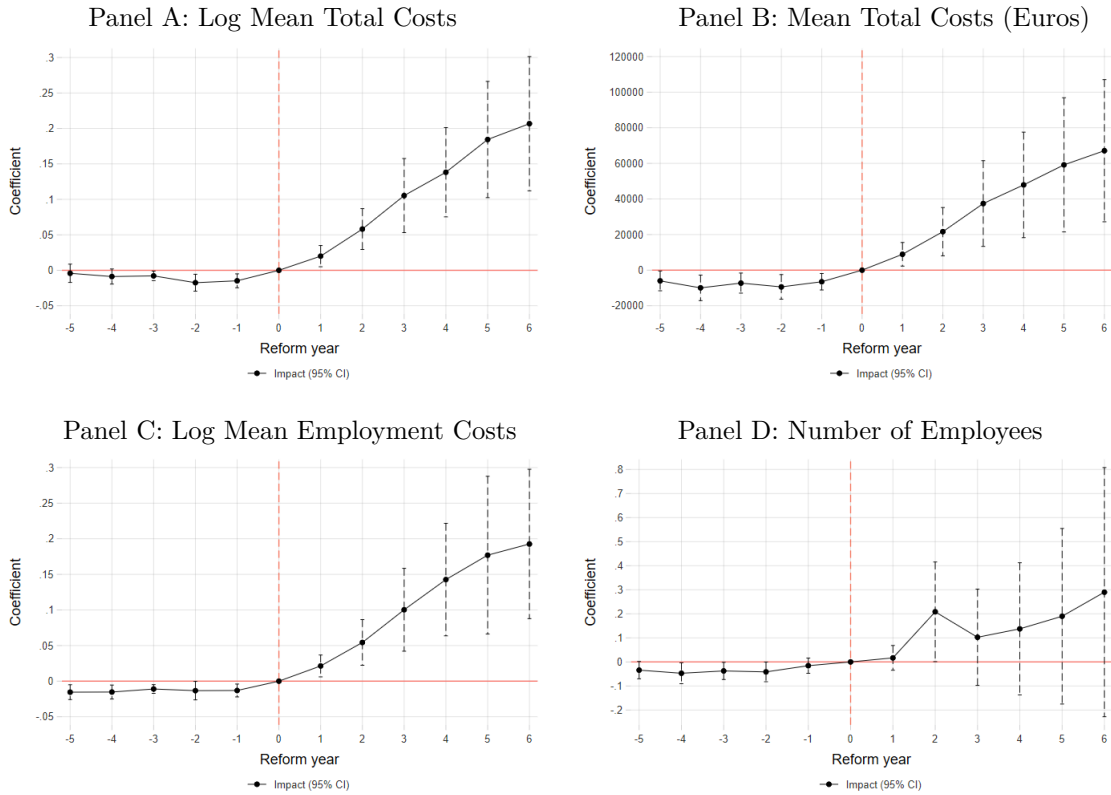 Panel A: Log Mean Total Costs
.3
.25
.2
.15
.1
.05
0
-.05
Coefficient
-5 -4 -3 -2 -1 0 1 2 3 4 5 6
Reform year
Impact (95% CI)
Panel B: Mean Total Costs (Euros)
120000
100000
80000
60000
40000
20000
0
-20000
Coefficient
-5 -4 -3 -2 -1 0 1 2 3 4 5 6
Reform year
Impact (95% CI)
Panel C: Log Mean Employment Costs
.3
.25
.2
.15
.1
.05
0
-.05
Coefficient
-5 -4 -3 -2 -1 0 1 2 3 4 5 6
Reform year
Impact (95% CI)
Panel D: Number of Employees
.8
.7
.6
.5
.4
.3
.2
.1
0
-.1
-.2
Coefficient
-5 -4 -3 -2 -1 0 1 2 3 4 5 6
Reform year
Impact (95% CI)